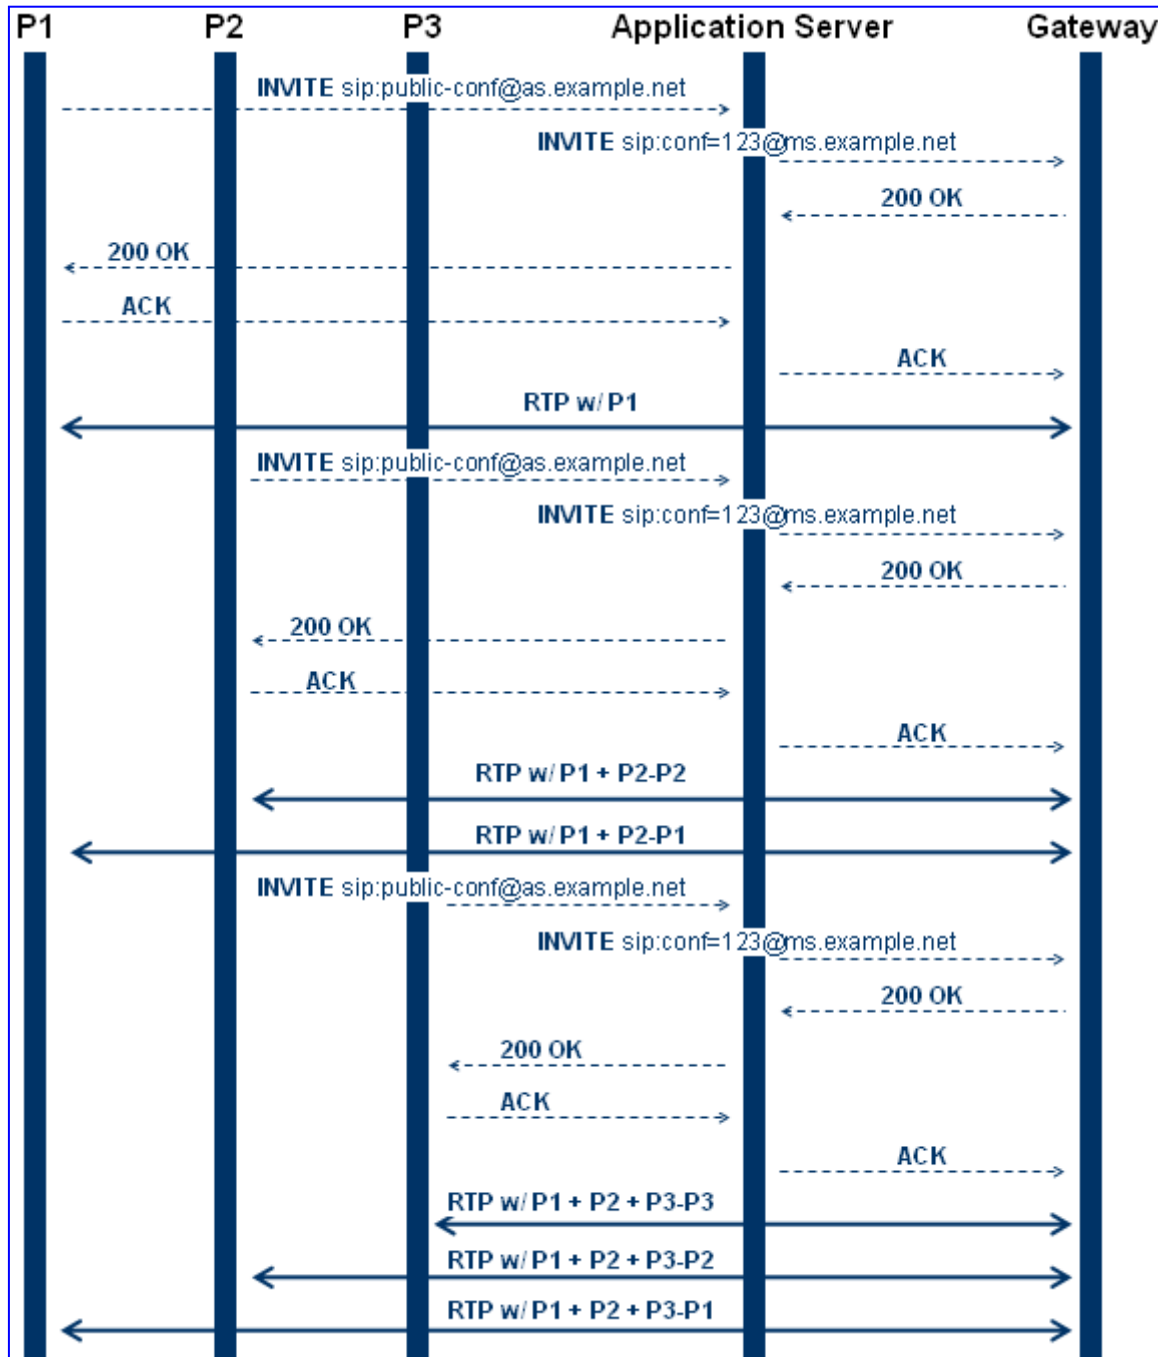 P1 P2 P3 Application Server Gateway
INVITE sip:public-conf@as.example.net
INVITE sip:conf=123@ms.example.net
200 OK
200 OK
ACK
ACK
RTP w/ P1
INVITE sip:public-conf@as.example.net
INVITE sip:conf=123@ms.example.net
200 OK
200 OK
ACK
ACK
RTP w/ P1 + P2-P2
RTP w/ P1 + P2-P1
INVITE sip:public-conf@as.example.net
INVITE sip:conf=123@ms.example.net
200 OK
200 OK
ACK
ACK
RTP w/ P1 + P2 + P3-P3
RTP w/ P1 + P2 + P3-P2
RTP w/ P1 + P2 + P3-P1